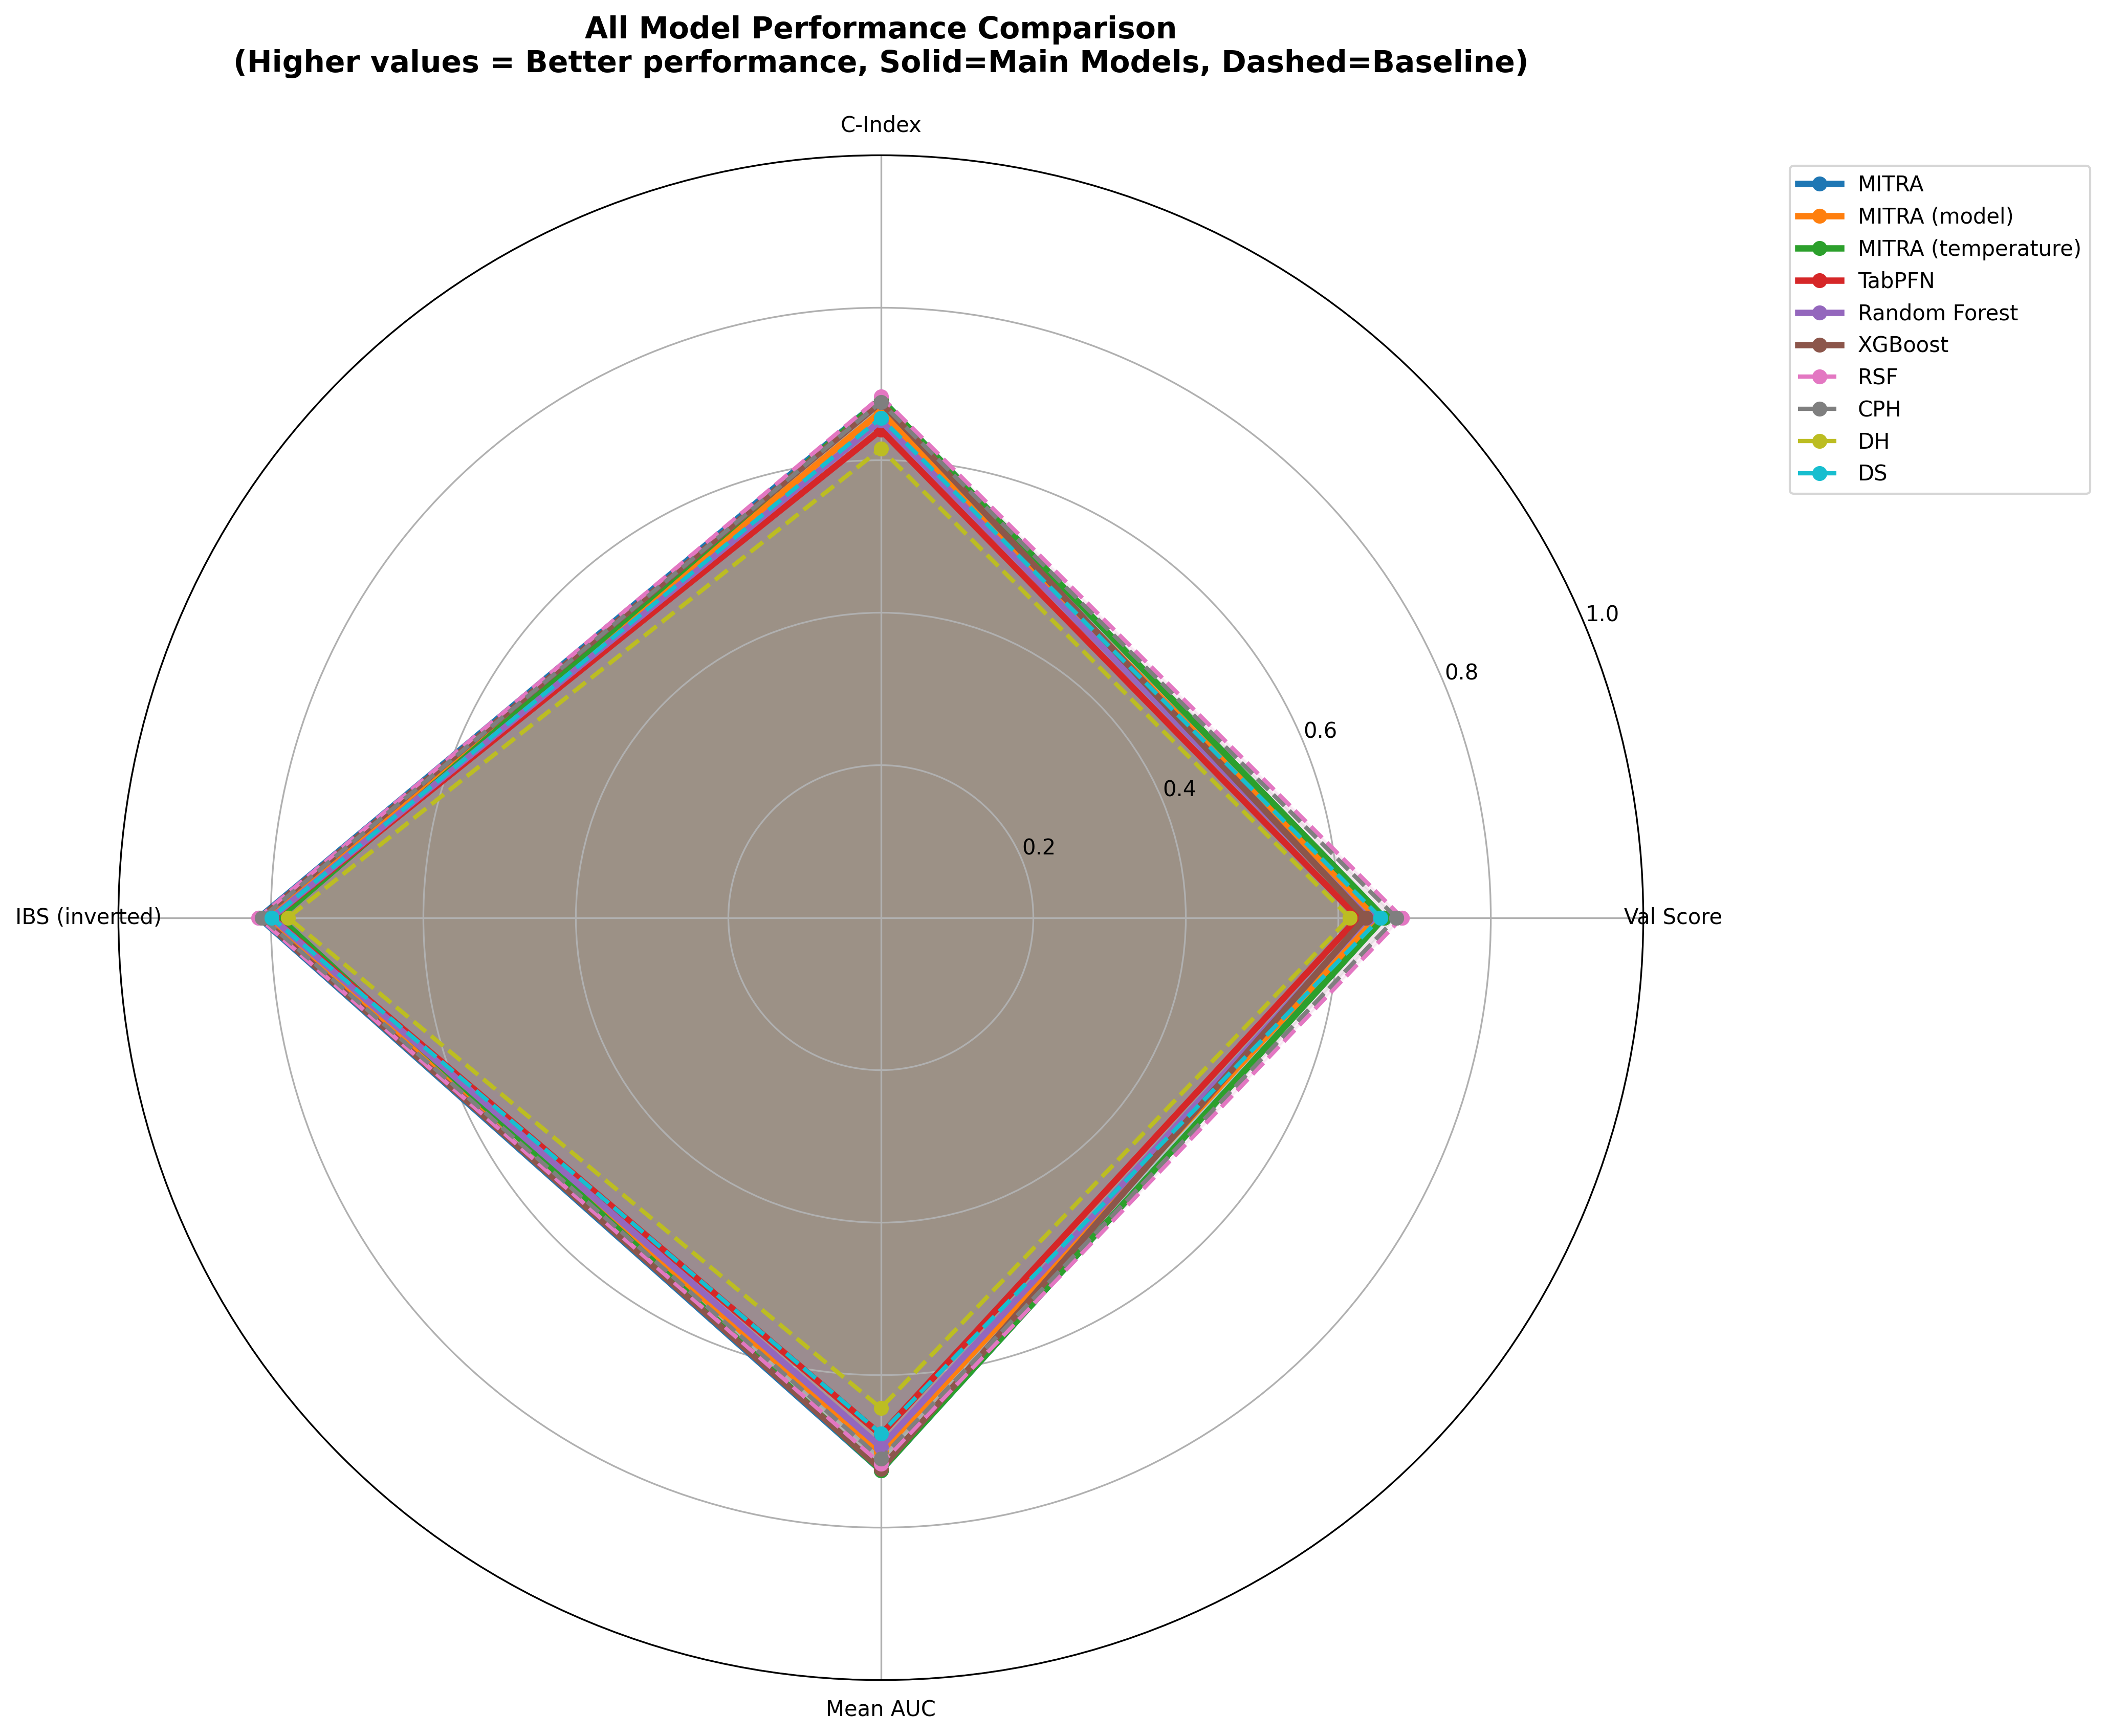 All Model Performance Comparison
(Higher values = Better performance, Solid=Main Models, Dashed=Baseline)
C-Index
MITRA
MITRA (model)
MITRA (temperature)
TabPFN
Random Forest
XGBoost
RSF
CPH
DH
DS
1.0
0.8
0.6
0.4
0.2
IBS (inverted)
Val Score
Mean AUC